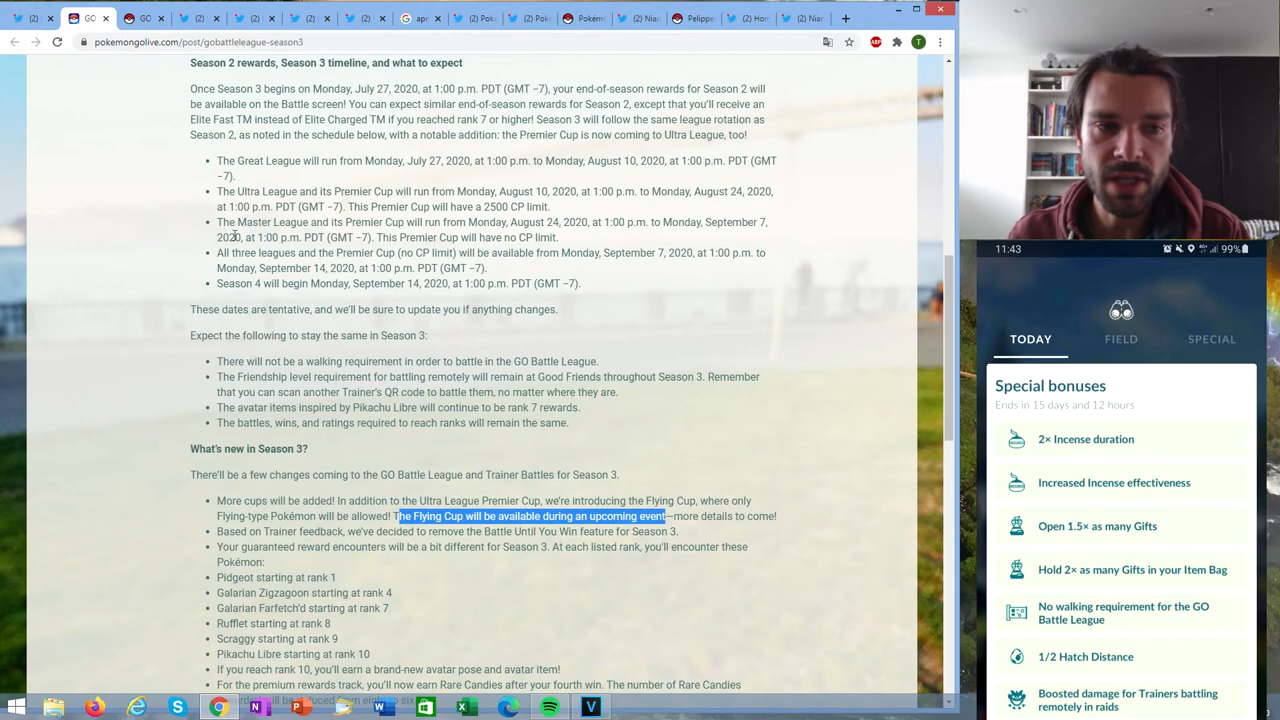 (2)
GO
(2) Pok
apr
Pokém
(2) Nian
Pelippe
(2) Hom
(2) Nian
pokemongolive.com/post/gobattleleague-season3
ABP
T
Season 2 rewards, Season 3 timeline, and what to expect
Once Season 3 begins on Monday, July 27, 2020, at 1:00 p.m. PDT (GMT −7), your end-of-season rewards for Season 2 will
be available on the Battle screen! You can expect similar end-of-season rewards for Season 2, except that you'll receive an
Elite Fast TM instead of Elite Charged TM if you reached rank 7 or higher! Season 3 will follow the same league rotation as
Season 2, as noted in the schedule below, with a notable addition: the Premier Cup is now coming to Ultra League, too!
• The Great League will run from Monday, July 27, 2020, at 1:00 p.m. to Monday, August 10, 2020, at 1:00 p.m. PDT (GMT
−7).
• The Ultra League and its Premier Cup will run from Monday, August 10, 2020, at 1:00 p.m. to Monday, August 24, 2020,
at 1:00 p.m. PDT (GMT −7). This Premier Cup will have a 2500 CP limit.
• The Master League and its Premier Cup will run from Monday, August 24, 2020, at 1:00 p.m. to Monday, September 7,
2020, at 1:00 p.m. PDT (GMT −7). This Premier Cup will have no CP limit.
• All three leagues and the Premier Cup (no CP limit) will be available from Monday, September 7, 2020, at 1:00 p.m. to
Monday, September 14, 2020, at 1:00 p.m. PDT (GMT −7).
• Season 4 will begin Monday, September 14, 2020, at 1:00 p.m. PDT (GMT −7).
These dates are tentative, and we'll be sure to update you if anything changes.
Expect the following to stay the same in Season 3:
• There will not be a walking requirement in order to battle in the GO Battle League.
• The Friendship level requirement for battling remotely will remain at Good Friends throughout Season 3. Remember
that you can scan another Trainer's QR code to battle them, no matter where they are.
• The avatar items inspired by Pikachu Libre will continue to be rank 7 rewards.
• The battles, wins, and ratings required to reach ranks will remain the same.
What's new in Season 3?
There'll be a few changes coming to the GO Battle League and Trainer Battles for Season 3.
• More cups will be added! In addition to the Ultra League Premier Cup, we're introducing the Flying Cup, where only
Flying-type Pokémon will be allowed! The Flying Cup will be available during an upcoming event—more details to come!
• Based on Trainer feedback, we've decided to remove the Battle Until You Win feature for Season 3.
• Your guaranteed reward encounters will be a bit different for Season 3. At each listed rank, you'll encounter these
Pokémon:
• Pidgeot starting at rank 1
• Galarian Zigzagoon starting at rank 4
• Galarian Farfetch'd starting at rank 7
• Rufflet starting at rank 8
• Scraggy starting at rank 9
• Pikachu Libre starting at rank 10
• If you reach rank 10, you'll earn a brand-new avatar pose and avatar item!
• For the premium rewards track, you'll now earn Rare Candies after your fourth win. The number of Rare Candies
11:43
99%
TODAY
FIELD
SPECIAL
Special bonuses
Ends in 15 days and 12 hours
2× Incense duration
Increased Incense effectiveness
Open 1.5× as many Gifts
Hold 2× as many Gifts in your Item Bag
No walking requirement for the GO
Battle League
1/2 Hatch Distance
Boosted damage for Trainers battling
remotely in raids